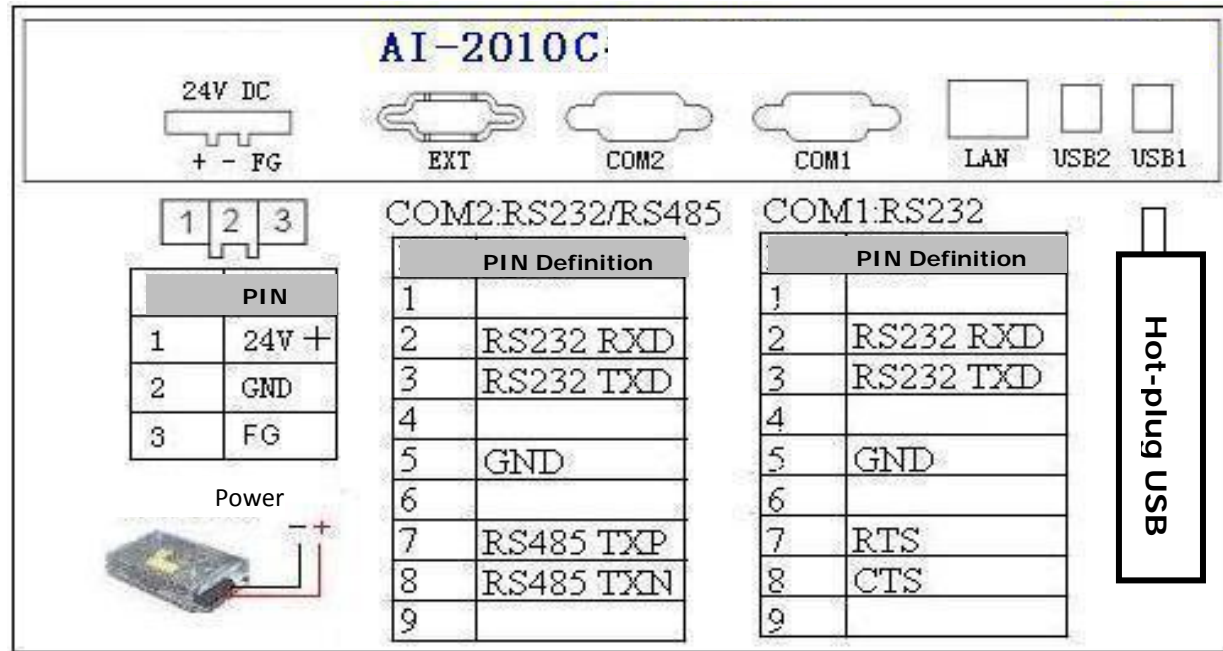 AI-2010C
24V DC
+ - FG
EXT
COM2
COM1
LAN
USB2
USB1
1 2 3
PIN
1 24V +
2 GND
3 FG
Power
- +
COM2:RS232/RS485
PIN Definition
1
2 RS232 RXD
3 RS232 TXD
4
5 GND
6
7 RS485 TXP
8 RS485 TXN
9
COM1:RS232
PIN Definition
1
2 RS232 RXD
3 RS232 TXD
4
5 GND
6
7 RTS
8 CTS
9
Hot-plug USB